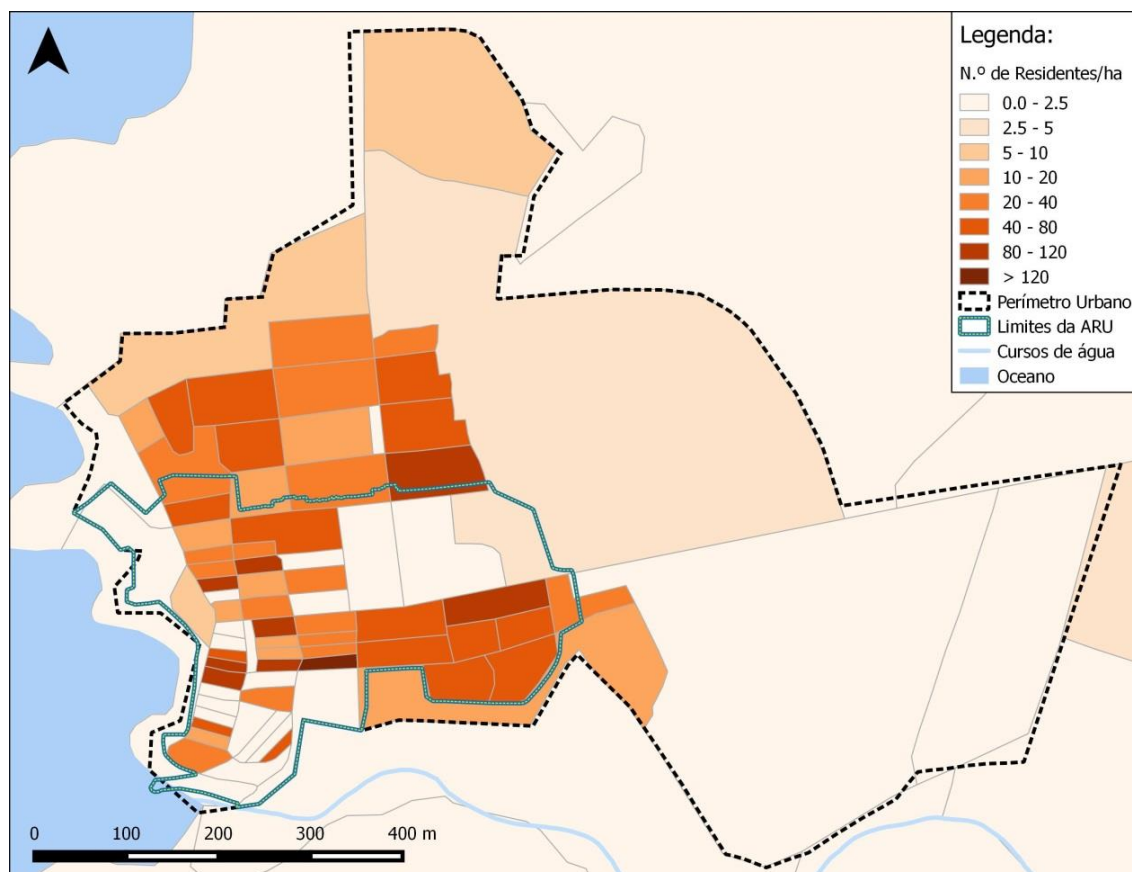 Legenda:
N.º de Residentes/ha
0.0 - 2.5
2.5 - 5
5 - 10
10 - 20
20 - 40
40 - 80
80 - 120
> 120
Perímetro Urbano
Limites da ARU
Cursos de água
Oceano
0 100 200 300 400 m